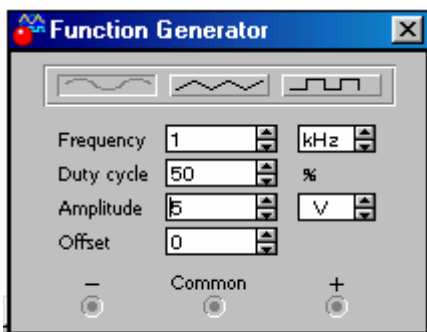 Function Generator
Frequency 1 kHz
Duty cycle 50 %
Amplitude 5 V
Offset 0
− Common +